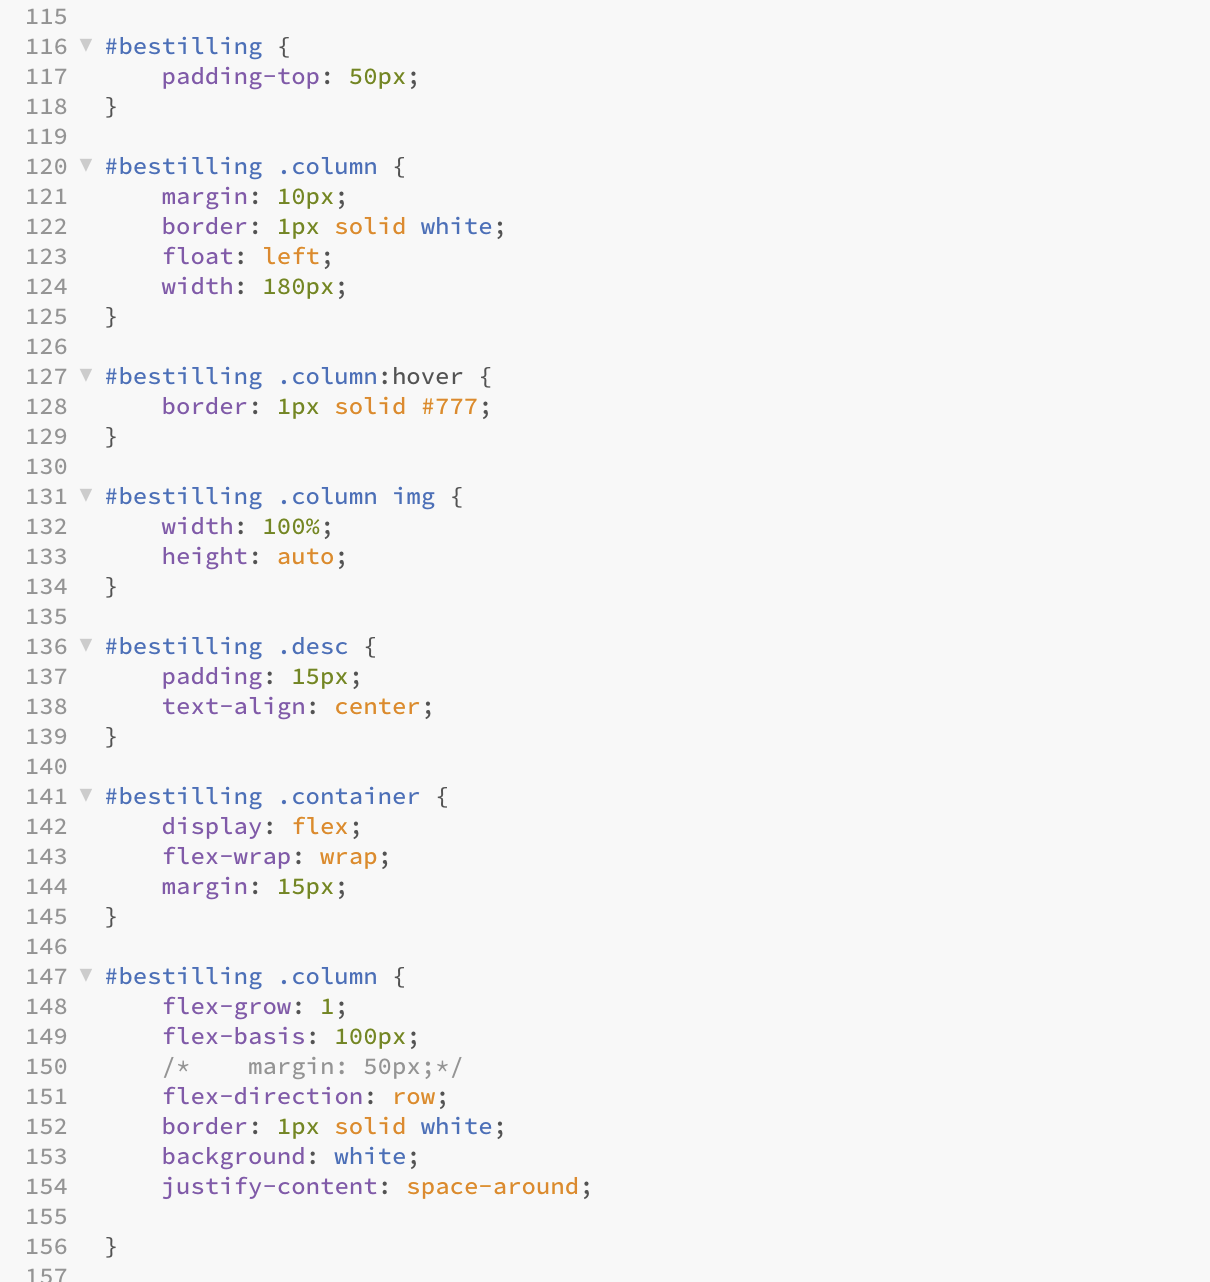 115
116 ▼ #bestilling {
117     padding-top: 50px;
118 }
119
120 ▼ #bestilling .column {
121     margin: 10px;
122     border: 1px solid white;
123     float: left;
124     width: 180px;
125 }
126
127 ▼ #bestilling .column:hover {
128     border: 1px solid #777;
129 }
130
131 ▼ #bestilling .column img {
132     width: 100%;
133     height: auto;
134 }
135
136 ▼ #bestilling .desc {
137     padding: 15px;
138     text-align: center;
139 }
140
141 ▼ #bestilling .container {
142     display: flex;
143     flex-wrap: wrap;
144     margin: 15px;
145 }
146
147 ▼ #bestilling .column {
148     flex-grow: 1;
149     flex-basis: 100px;
150     /*    margin: 50px;*/
151     flex-direction: row;
152     border: 1px solid white;
153     background: white;
154     justify-content: space-around;
155
156 }
157